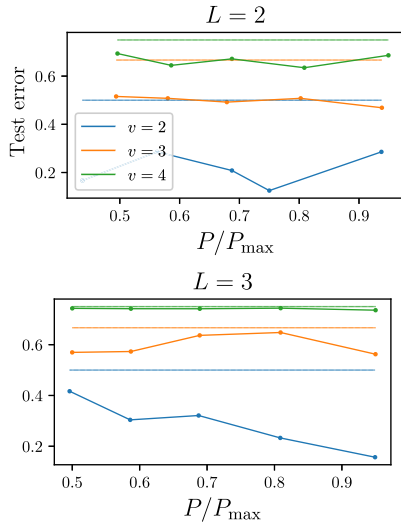 L = 2
Test error
0.6
0.4
0.2
v = 2
v = 3
v = 4
0.5 0.6 0.7 0.8 0.9
P/P_max
L = 3
0.6
0.4
0.2
0.5 0.6 0.7 0.8 0.9
P/P_max